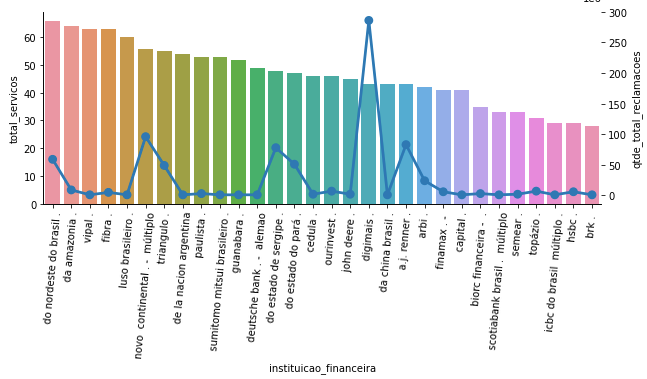 total_servicos
60
50
40
30
20
10
0
300
250
200
150
100
50
0
qtde_total_reclamacoes
do nordeste do brasil .
da amazonia .
vipal .
fibra .
luso brasileiro .
novo continental . - múltiplo
triangulo .
de la nacion argentina
paulista .
sumitomo mitsui brasileiro .
guanabara .
deutsche bank . - alemao
do estado de sergipe.
do estado do pará .
cedula .
ourinvest .
john deere .
digimais .
da china brasil .
a.j. renner .
arbi .
finamax . -
capital .
biorc financeira - .
scotiabank brasil . múltiplo
semear .
topázio .
icbc do brasil múltiplo .
hsbc .
brk .
instituicao_financeira